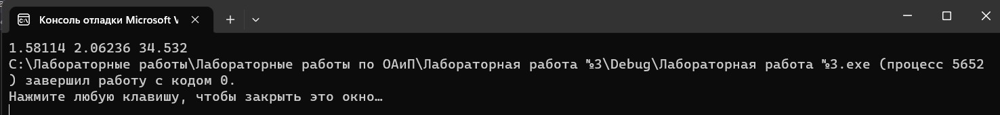 Консоль отладки Microsoft V
1.58114 2.06236 34.532
C:\Лабораторные работы\Лабораторные работы по ОАиП\Лабораторная работа №3\Debug\Лабораторная работа №3.exe (процесс 5652
) завершил работу с кодом 0.
Нажмите любую клавишу, чтобы закрыть это окно…